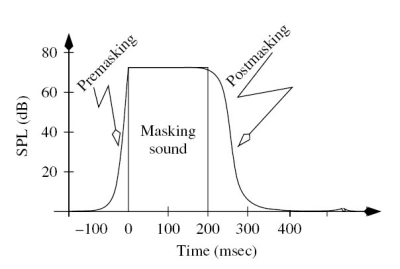 Premasking
Postmasking
80
60
40
20
SPL (dB)
Masking
sound
−100 0 100 200 300 400
Time (msec)